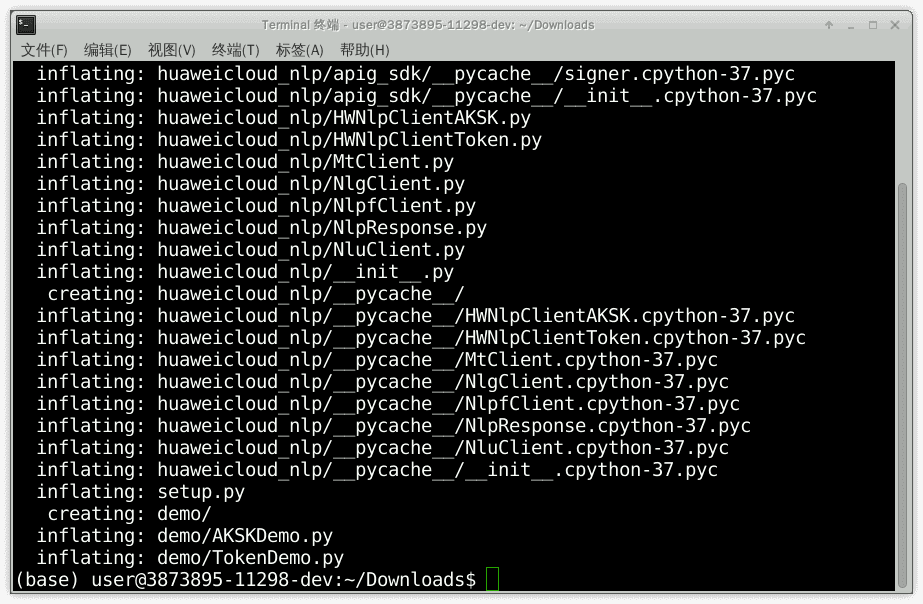 Terminal 终端 - user@3873895-11298-dev: ~/Downloads
文件(F) 编辑(E) 视图(V) 终端(T) 标签(A) 帮助(H)
inflating: huaweicloud_nlp/apig_sdk/__pycache__/signer.cpython-37.pyc
inflating: huaweicloud_nlp/apig_sdk/__pycache__/__init__.cpython-37.pyc
inflating: huaweicloud_nlp/HWNlpClientAKSK.py
inflating: huaweicloud_nlp/HWNlpClientToken.py
inflating: huaweicloud_nlp/MtClient.py
inflating: huaweicloud_nlp/NlgClient.py
inflating: huaweicloud_nlp/NlpfClient.py
inflating: huaweicloud_nlp/NlpResponse.py
inflating: huaweicloud_nlp/NluClient.py
inflating: huaweicloud_nlp/__init__.py
creating: huaweicloud_nlp/__pycache__/
inflating: huaweicloud_nlp/__pycache__/HWNlpClientAKSK.cpython-37.pyc
inflating: huaweicloud_nlp/__pycache__/HWNlpClientToken.cpython-37.pyc
inflating: huaweicloud_nlp/__pycache__/MtClient.cpython-37.pyc
inflating: huaweicloud_nlp/__pycache__/NlgClient.cpython-37.pyc
inflating: huaweicloud_nlp/__pycache__/NlpfClient.cpython-37.pyc
inflating: huaweicloud_nlp/__pycache__/NlpResponse.cpython-37.pyc
inflating: huaweicloud_nlp/__pycache__/NluClient.cpython-37.pyc
inflating: huaweicloud_nlp/__pycache__/__init__.cpython-37.pyc
inflating: setup.py
creating: demo/
inflating: demo/AKSKDemo.py
inflating: demo/TokenDemo.py
(base) user@3873895-11298-dev:~/Downloads$